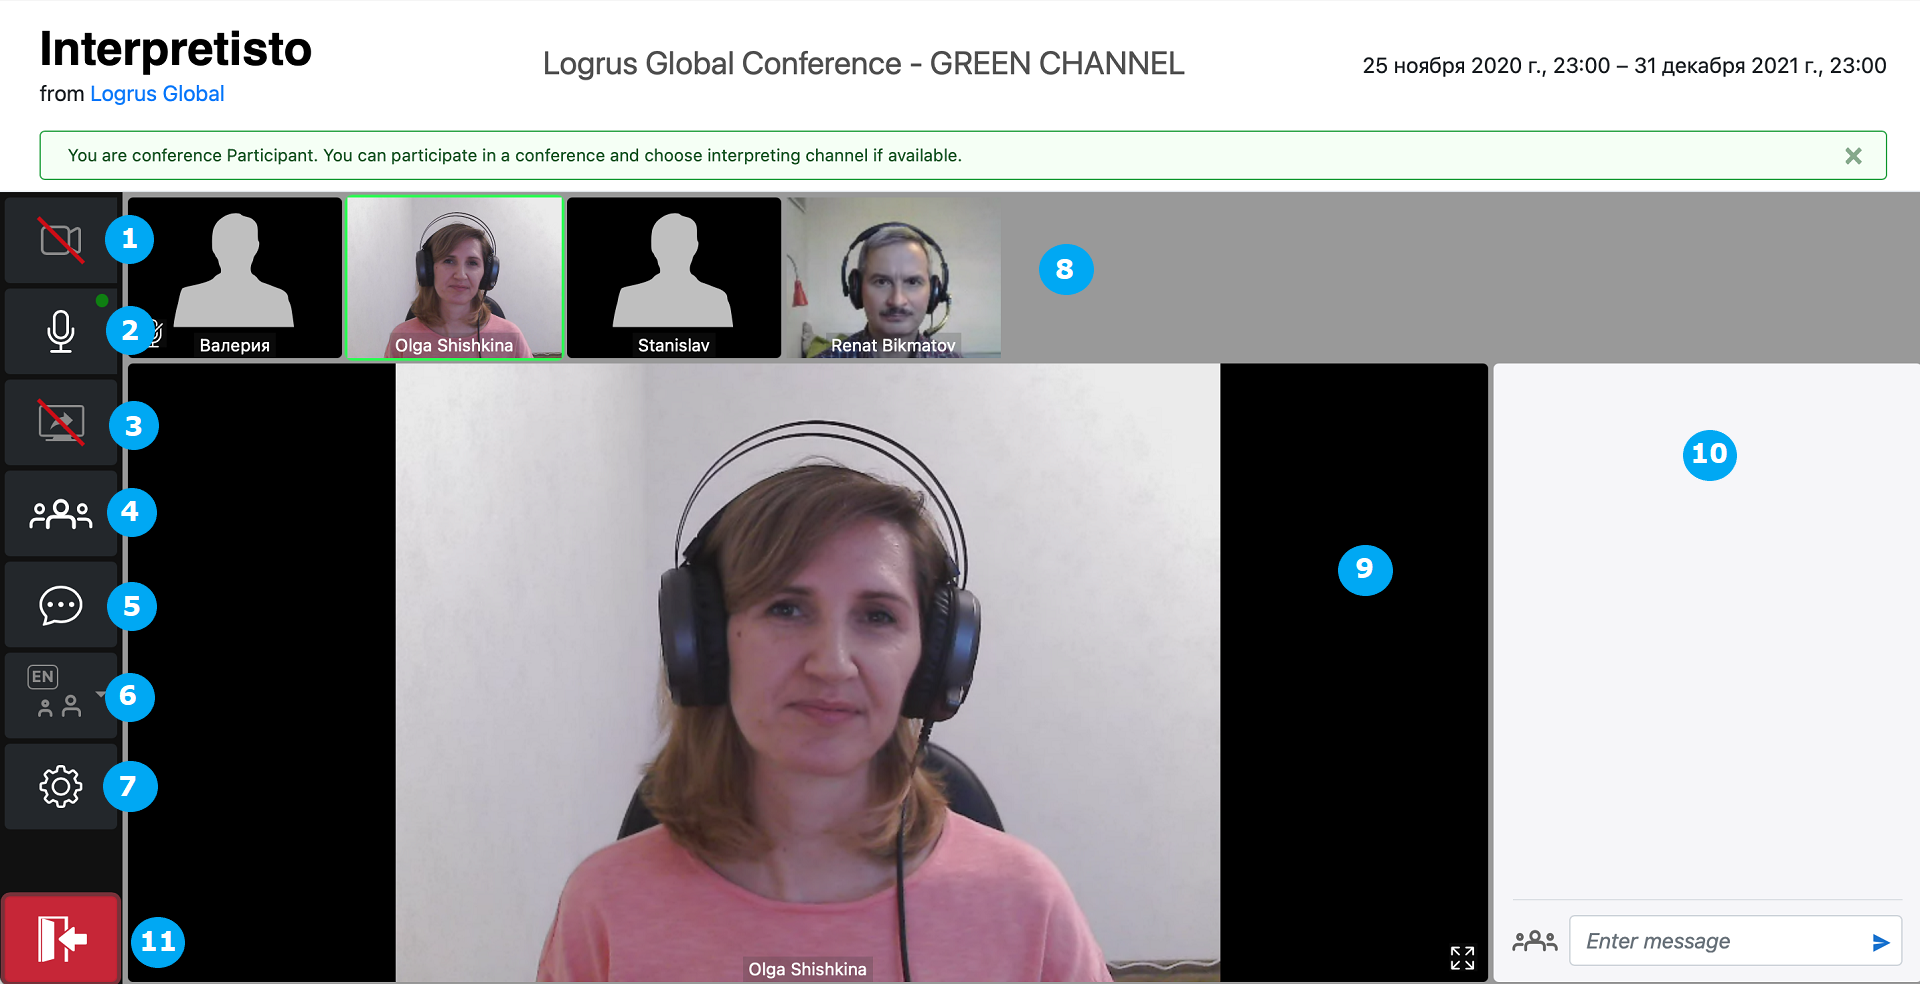 Interpretisto
from Logrus Global
Logrus Global Conference - GREEN CHANNEL
25 ноября 2020 г., 23:00 – 31 декабря 2021 г., 23:00
You are conference Participant. You can participate in a conference and choose interpreting channel if available.
1
2
3
4
5
EN
6
7
11
Валерия
Olga Shishkina
Stanislav
Renat Bikmatov
8
9
10
Olga Shishkina
Enter message